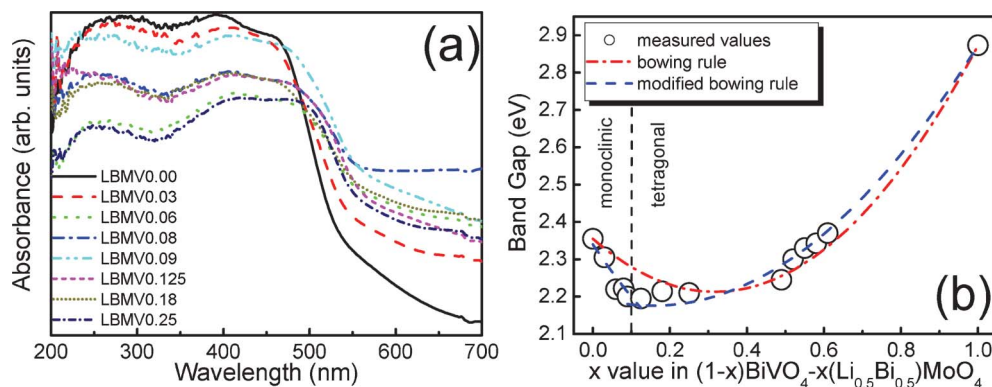 (a)
Absorbance (arb. units)
LBMV0.00
LBMV0.03
LBMV0.06
LBMV0.08
LBMV0.09
LBMV0.125
LBMV0.18
LBMV0.25
200 300 400 500 600 700
Wavelength (nm)
(b)
Band Gap (eV)
2.9
2.8
2.7
2.6
2.5
2.4
2.3
2.2
2.1
measured values
bowing rule
modified bowing rule
monoclinic
tetragonal
0.0 0.2 0.4 0.6 0.8 1.0
x value in (1-x)BiVO₄-x(Li₀.₅Bi₀.₅)MoO₄